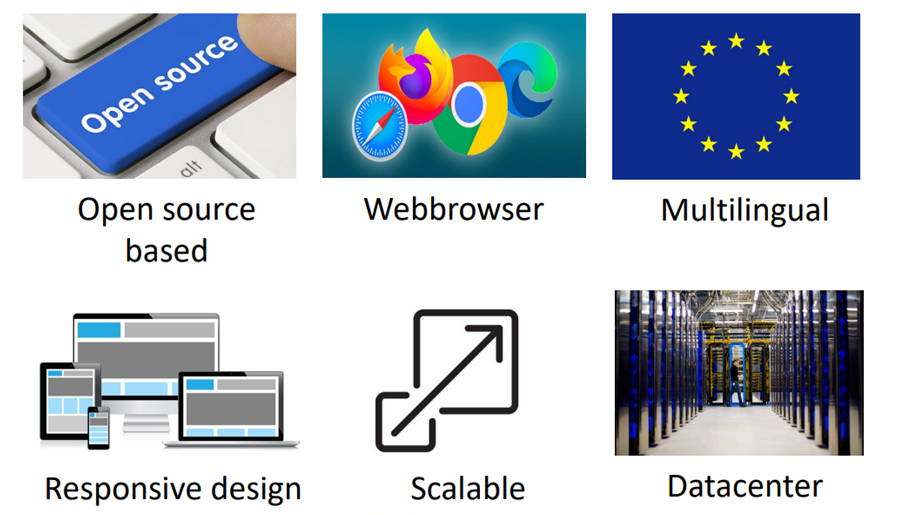 Open source
alt
Open source
based
Webbrowser
Multilingual
Responsive design
Scalable
Datacenter